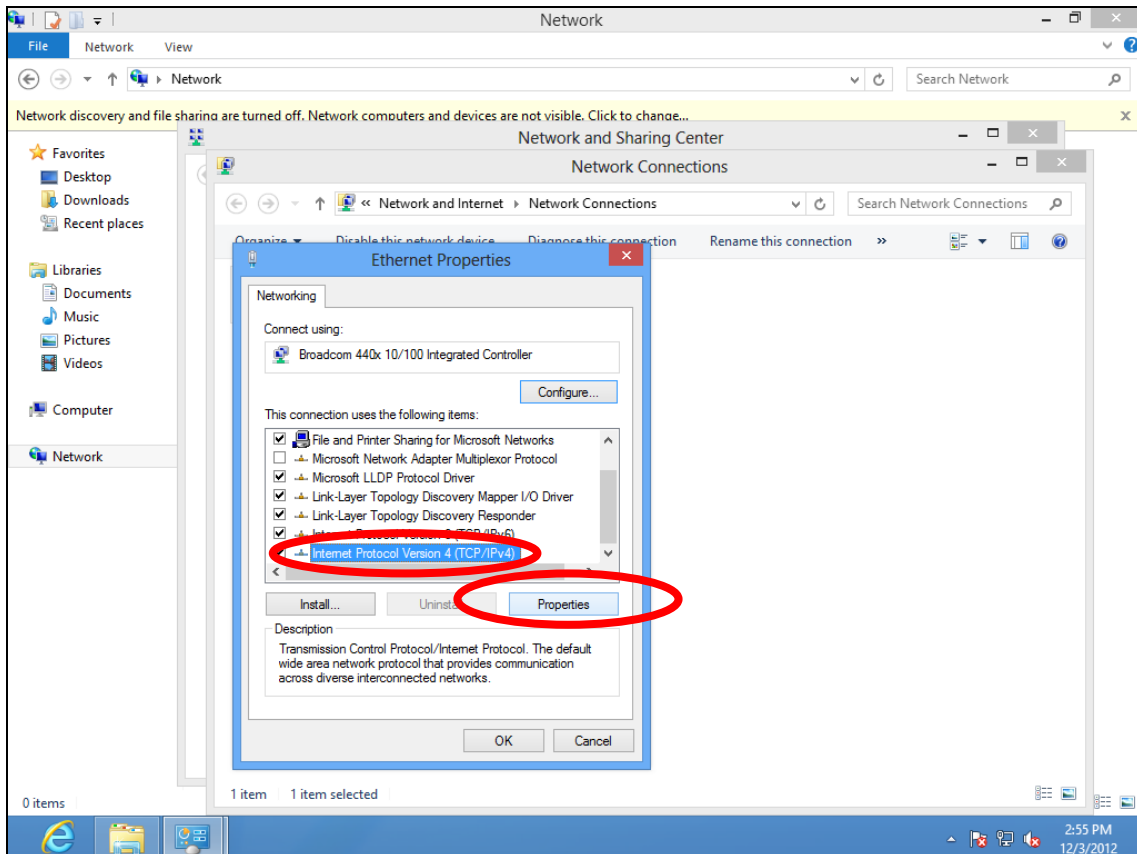 Network
File Network View
Network
Search Network
Network discovery and file sharing are turned off. Network computers and devices are not visible. Click to change...
Favorites
Desktop
Downloads
Recent places
Libraries
Documents
Music
Pictures
Videos
Computer
Network
Network and Sharing Center
Network Connections
« Network and Internet Network Connections
Search Network Connections
Organize Disable this network device Diagnose this connection Rename this connection »
Ethernet Properties
Networking
Connect using:
Broadcom 440x 10/100 Integrated Controller
Configure...
This connection uses the following items:
File and Printer Sharing for Microsoft Networks
Microsoft Network Adapter Multiplexor Protocol
Microsoft LLDP Protocol Driver
Link-Layer Topology Discovery Mapper I/O Driver
Link-Layer Topology Discovery Responder
Internet Protocol Version 6 (TCP/IPv6)
Internet Protocol Version 4 (TCP/IPv4)
Install... Properties
Description
Transmission Control Protocol/Internet Protocol. The default
wide area network protocol that provides communication
across diverse interconnected networks.
OK Cancel
1 item 1 item selected
0 items
2:55 PM
12/3/2012